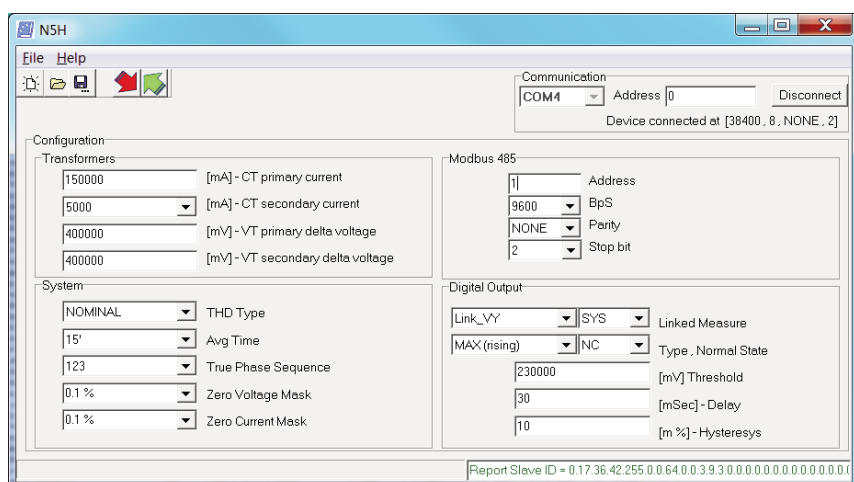 N5H
File Help
Communication
COM4 Address 0 Disconnect
Device connected at [38400 , 8 , NONE , 2]
Configuration
Transformers
150000 [mA] - CT primary current
5000 [mA] - CT secondary current
400000 [mV] - VT primary delta voltage
400000 [mV] - VT secondary delta voltage
Modbus 485
1 Address
9600 BpS
NONE Parity
2 Stop bit
System
NOMINAL THD Type
15' Avg Time
123 True Phase Sequence
0.1 % Zero Voltage Mask
0.1 % Zero Current Mask
Digital Output
Link_VY SYS Linked Measure
MAX (rising) NC Type , Normal State
230000 [mV] Threshold
30 [mSec] - Delay
10 [m %] - Hysteresys
Report Slave ID = 0.17.36.42.255.0.0.64.0.0.3.9.3.0.0.0.0.0.0.0.0.0.0.0.0.(